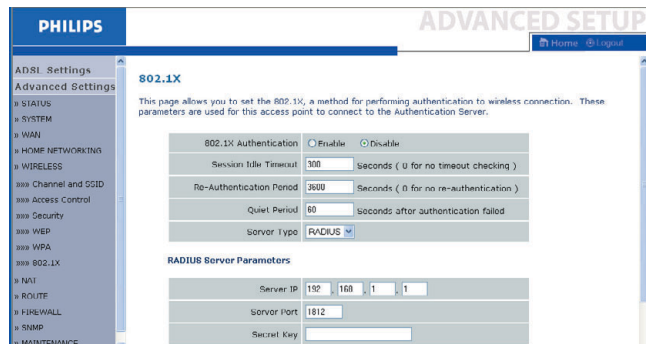 PHILIPS
ADVANCED SETUP
Home Logout
ADSL Settings
Advanced Settings
» STATUS
» SYSTEM
» WAN
» HOME NETWORKING
» WIRELESS
»»» Channel and SSID
»»» Access Control
»»» Security
»»» WEP
»»» WPA
»»» 802.1X
» NAT
» ROUTE
» FIREWALL
» SNMP
» MAINTENANCE
802.1X
This page allows you to set the 802.1X, a method for performing authentication to wireless connection. These
parameters are used for this access point to connect to the Authentication Server.
802.1X Authentication Enable Disable
Session Idle Timeout 300 Seconds ( 0 for no timeout checking )
Re-Authentication Period 3600 Seconds ( 0 for no re-authentication )
Quiet Period 60 Seconds after authentication failed
Server Type RADIUS
RADIUS Server Parameters
Server IP 192 . 168 . 1 . 1
Server Port 1812
Secret Key